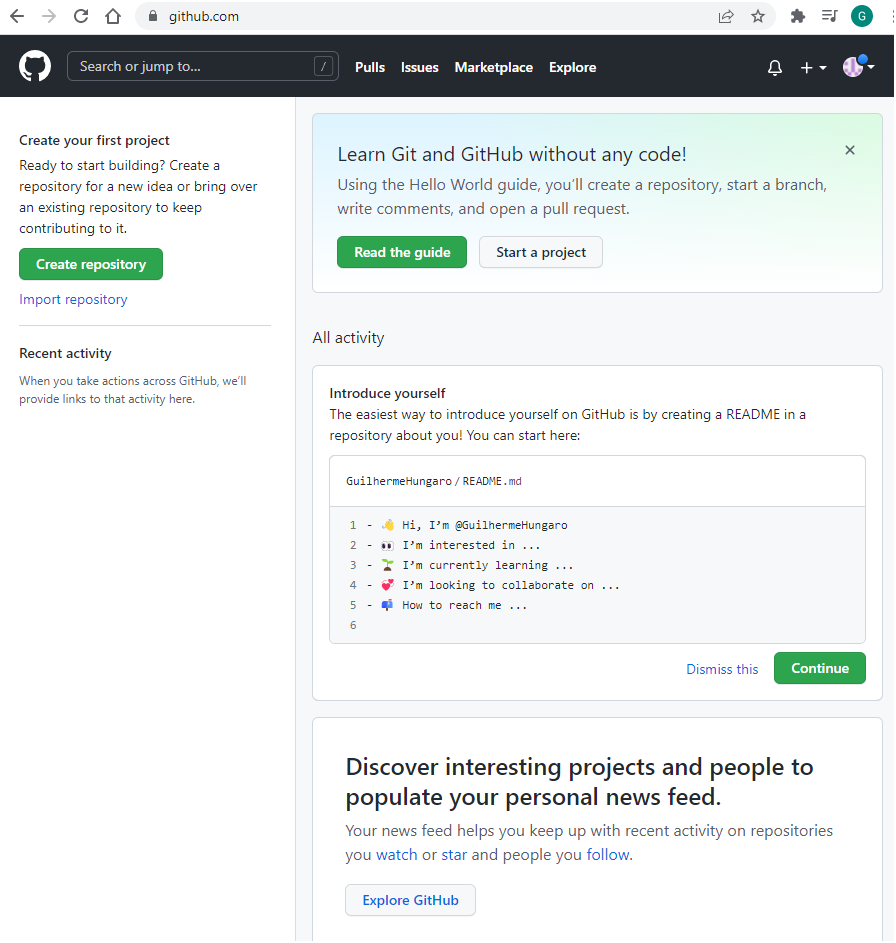 github.com
G
Search or jump to...
/
Pulls Issues Marketplace Explore
Create your first project
Ready to start building? Create a
repository for a new idea or bring over
an existing repository to keep
contributing to it.
Create repository
Import repository
Recent activity
When you take actions across GitHub, we'll
provide links to that activity here.
Learn Git and GitHub without any code!
Using the Hello World guide, you'll create a repository, start a branch,
write comments, and open a pull request.
Read the guide
Start a project
All activity
Introduce yourself
The easiest way to introduce yourself on GitHub is by creating a README in a
repository about you! You can start here:
GuilhermeHungaro/README.md
1 - 👋 Hi, I'm @GuilhermeHungaro
2 - 👀 I'm interested in ...
3 - 🌱 I'm currently learning ...
4 - 💞️ I'm looking to collaborate on ...
5 - 📫 How to reach me ...
6
Dismiss this
Continue
Discover interesting projects and people to
populate your personal news feed.
Your news feed helps you keep up with recent activity on repositories
you watch or star and people you follow.
Explore GitHub